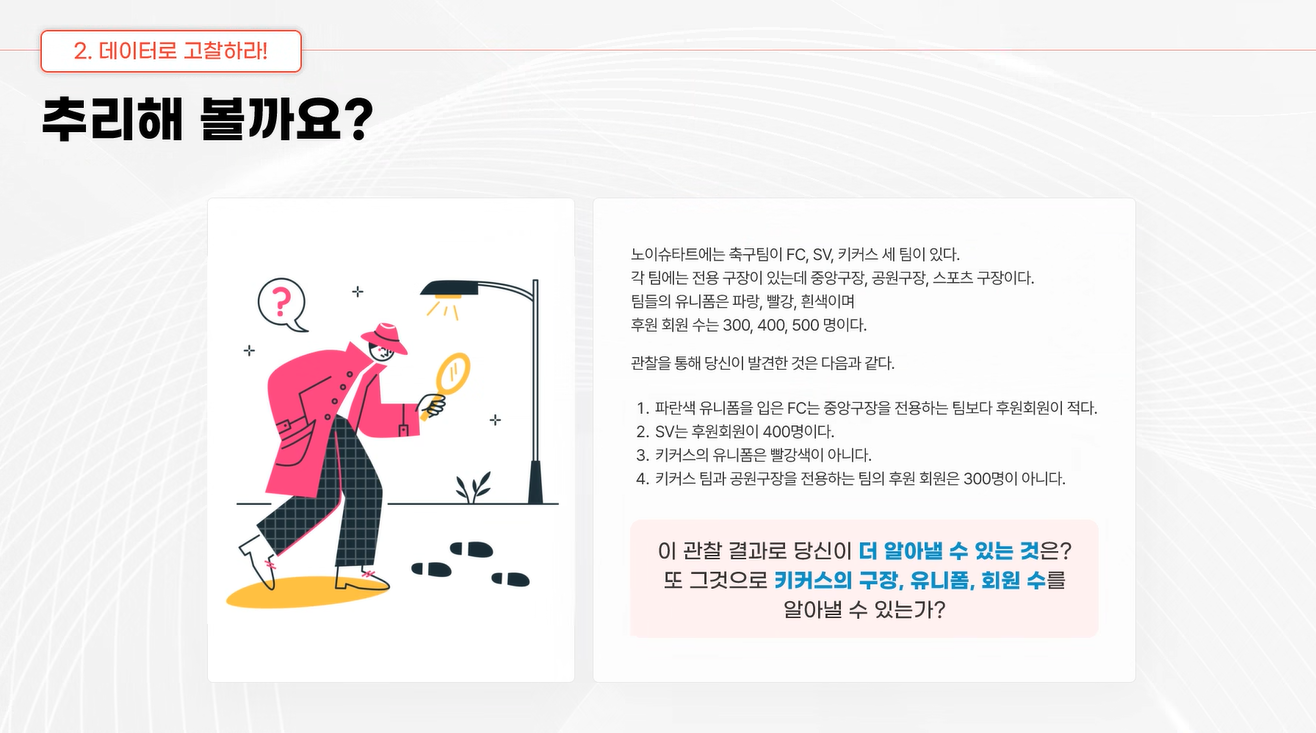 2. 데이터로 고찰하라!
추리해 볼까요?
?
노이슈타트에는 축구팀이 FC, SV, 키커스 세 팀이 있다.
각 팀에는 전용 구장이 있는데 중앙구장, 공원구장, 스포츠 구장이다.
팀들의 유니폼은 파랑, 빨강, 흰색이며
후원 회원 수는 300, 400, 500 명이다.
관찰을 통해 당신이 발견한 것은 다음과 같다.
1. 파란색 유니폼을 입은 FC는 중앙구장을 전용하는 팀보다 후원회원이 적다.
2. SV는 후원회원이 400명이다.
3. 키커스의 유니폼은 빨강색이 아니다.
4. 키커스 팀과 공원구장을 전용하는 팀의 후원 회원은 300명이 아니다.
이 관찰 결과로 당신이 더 알아낼 수 있는 것은?
또 그것으로 키커스의 구장, 유니폼, 회원 수를
알아낼 수 있는가?